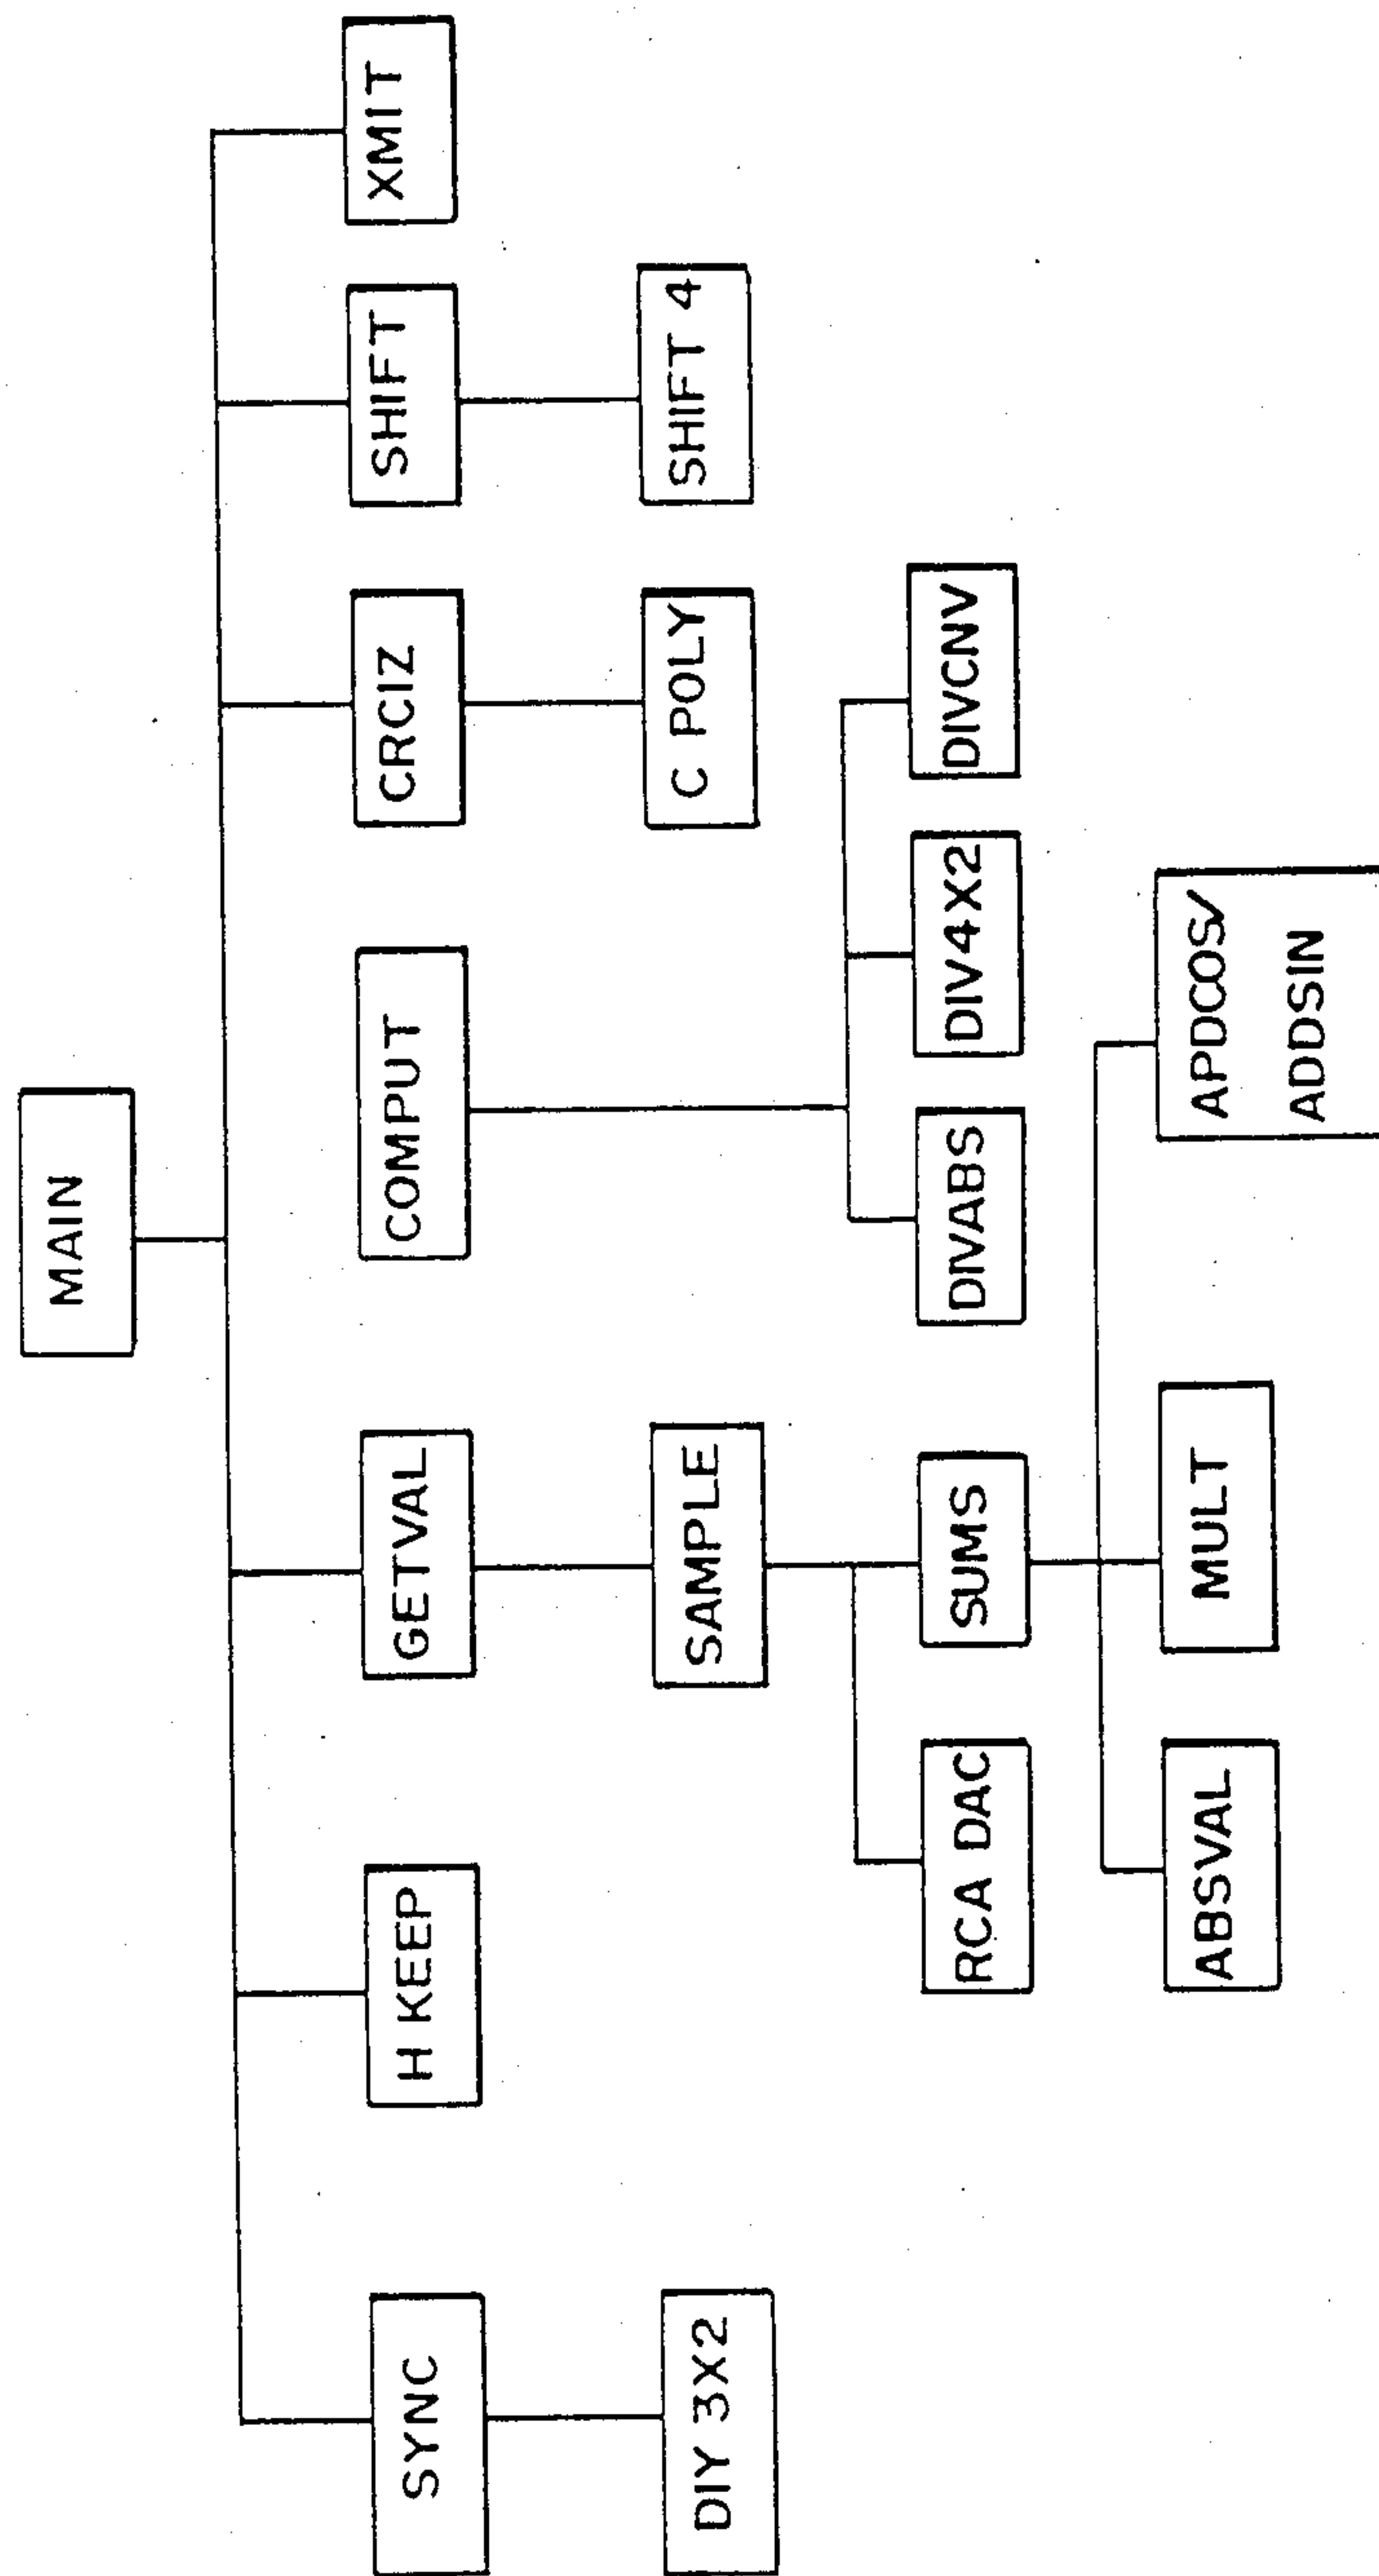 MAIN
SYNC
H KEEP
GETVAL
COMPUT
CRCIZ
SHIFT
XMIT
DIY 3X2
SAMPLE
C POLY
SHIFT 4
RCA DAC
SUMS
DIVABS
DIV4X2
DIVCNV
ABSVAL
MULT
APDCOS/
ADDSIN